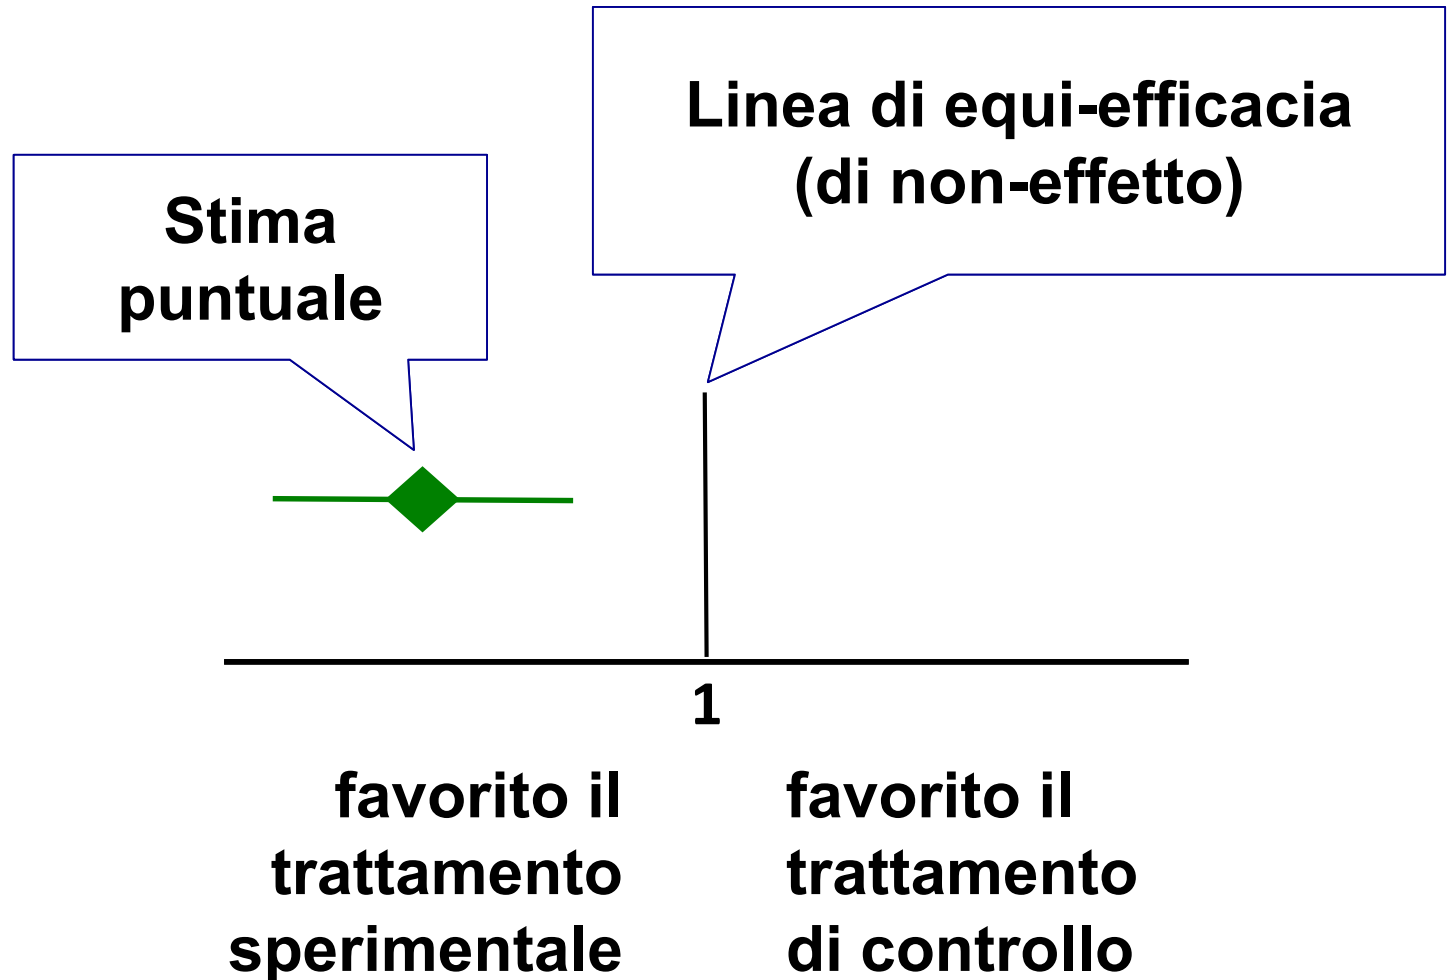 Linea di equi-efficacia
(di non-effetto)
Stima
puntuale
1
favorito il
trattamento
sperimentale
favorito il
trattamento
di controllo